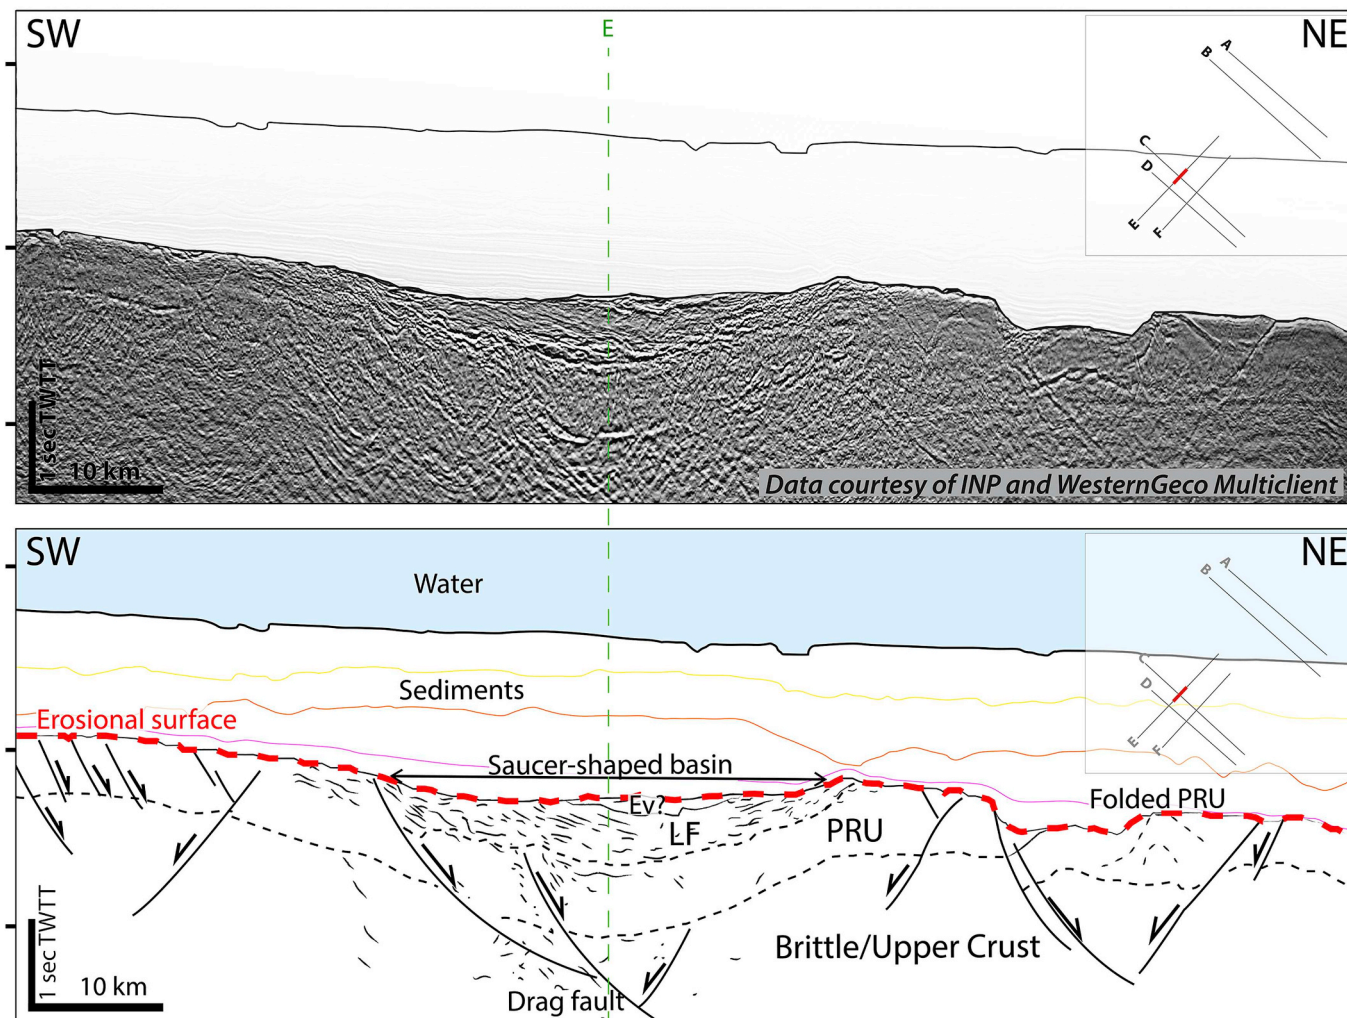 SW
E
NE
A
B
C
D
E
F
1 sec TWTT
10 km
Data courtesy of INP and WesternGeco Multiclient
SW
NE
Water
A
B
C
D
E
F
Sediments
Erosional surface
Saucer-shaped basin
Ev?
LF
PRU
Folded PRU
Brittle/Upper Crust
1 sec TWTT
10 km
Drag fault